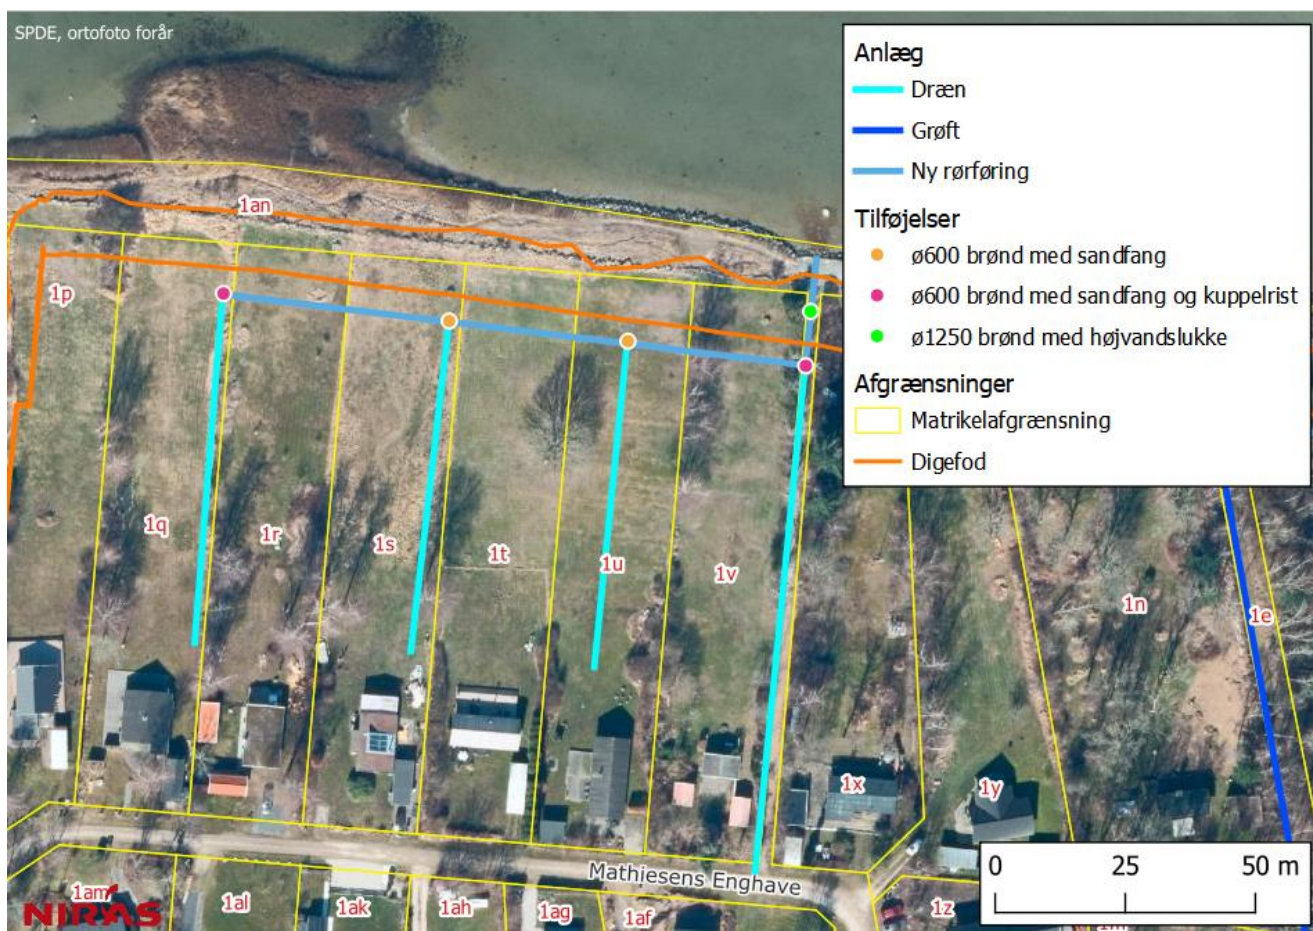 SPDE, ortofoto forår
Anlæg
Dræn
Grøft
Ny rørføring
Tilføjelser
ø600 brønd med sandfang
ø600 brønd med sandfang og kuppelrist
ø1250 brønd med højvandslukke
Afgrænsninger
Matrikelafgrænsning
Digefod
1an
1p
1q
1r
1s
1t
1u
1v
1n
1e
1x
1y
Mathiesens Enghave
0 25 50 m
1am
1al
1ak
1ah
1ag
1af
1z
NIRAS